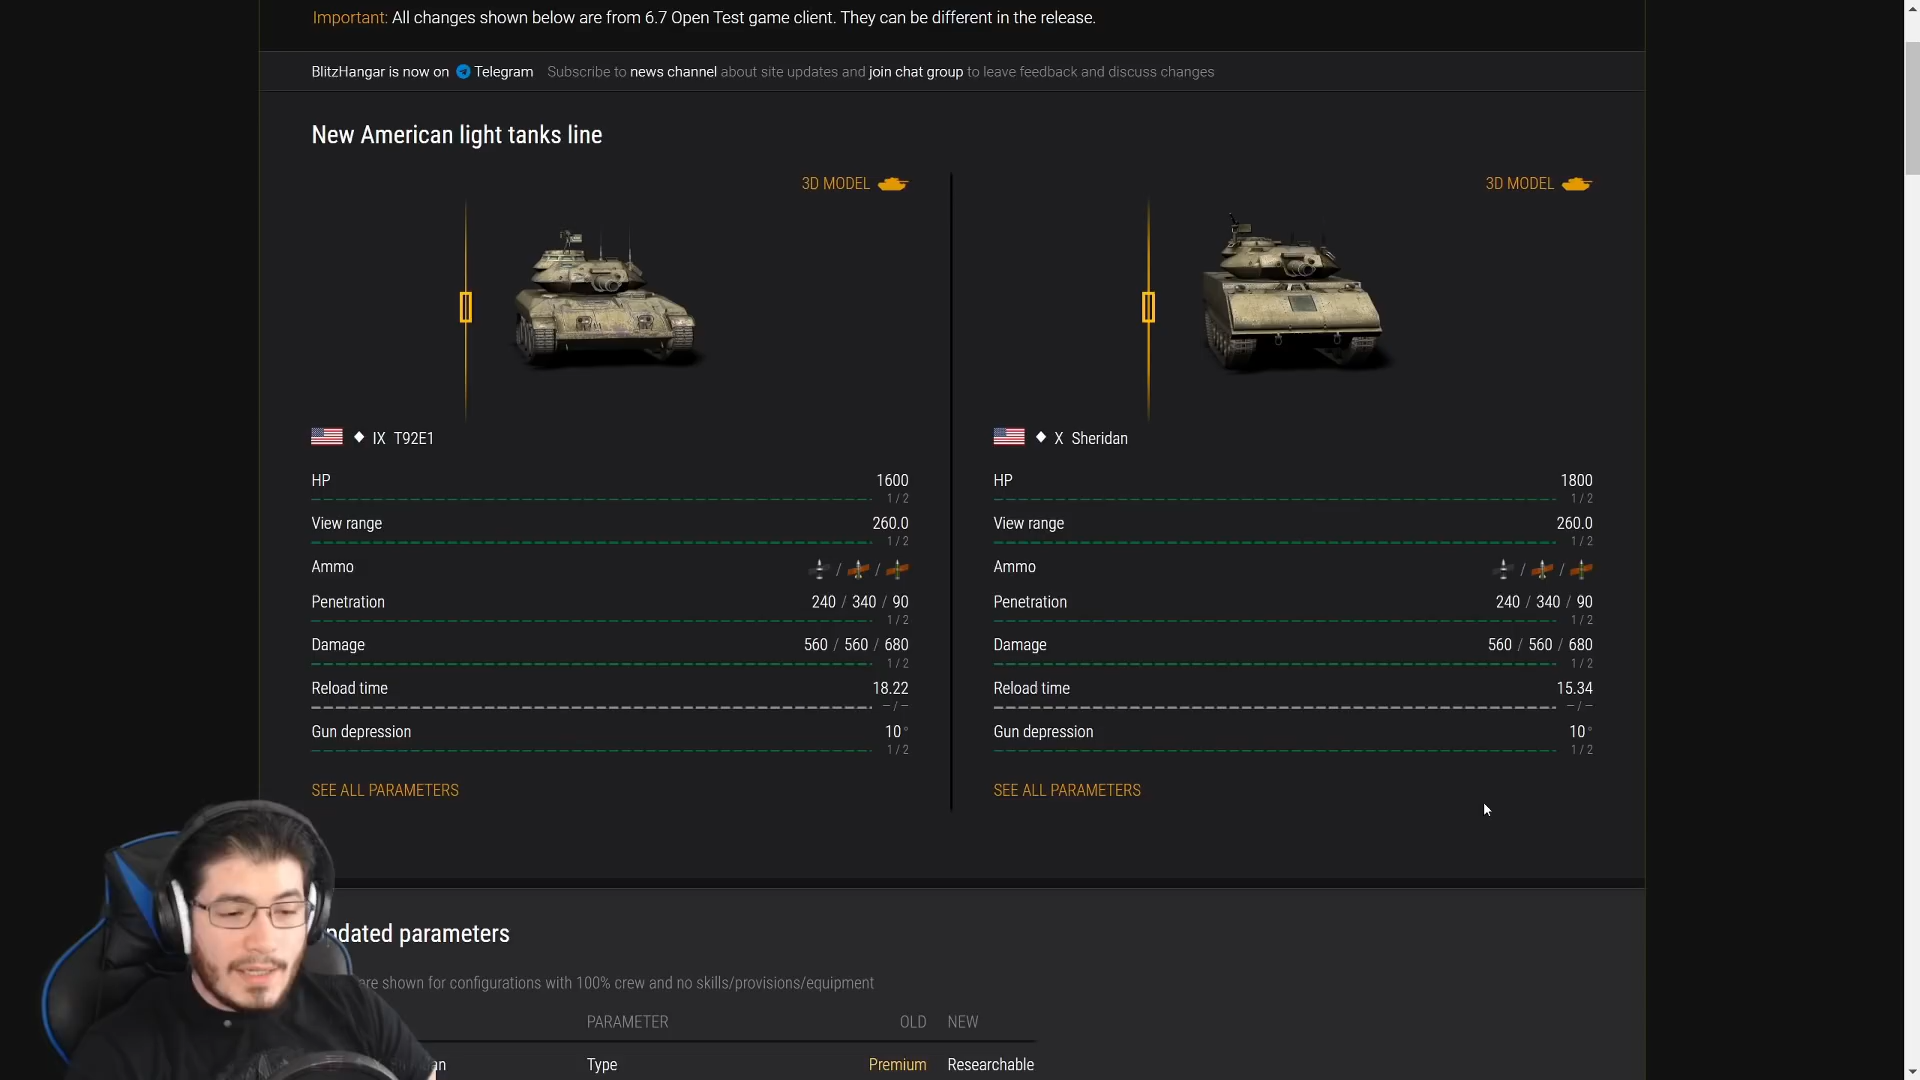 Important: All changes shown below are from 6.7 Open Test game client. They can be different in the release.
BlitzHangar is now on Telegram Subscribe to news channel about site updates and join chat group to leave feedback and discuss changes
New American light tanks line
3D MODEL 3D MODEL
IX T92E1
HP 1600
1 / 2
View range 260.0
1 / 2
Ammo / /
Penetration 240 / 340 / 90
1 / 2
Damage 560 / 560 / 680
1 / 2
Reload time 18.22
– / –
Gun depression 10°
1 / 2
SEE ALL PARAMETERS
X Sheridan
HP 1800
1 / 2
View range 260.0
1 / 2
Ammo / /
Penetration 240 / 340 / 90
1 / 2
Damage 560 / 560 / 680
1 / 2
Reload time 15.34
– / –
Gun depression 10°
1 / 2
SEE ALL PARAMETERS
pdated parameters
re shown for configurations with 100% crew and no skills/provisions/equipment
PARAMETER OLD NEW
an Type Premium Researchable